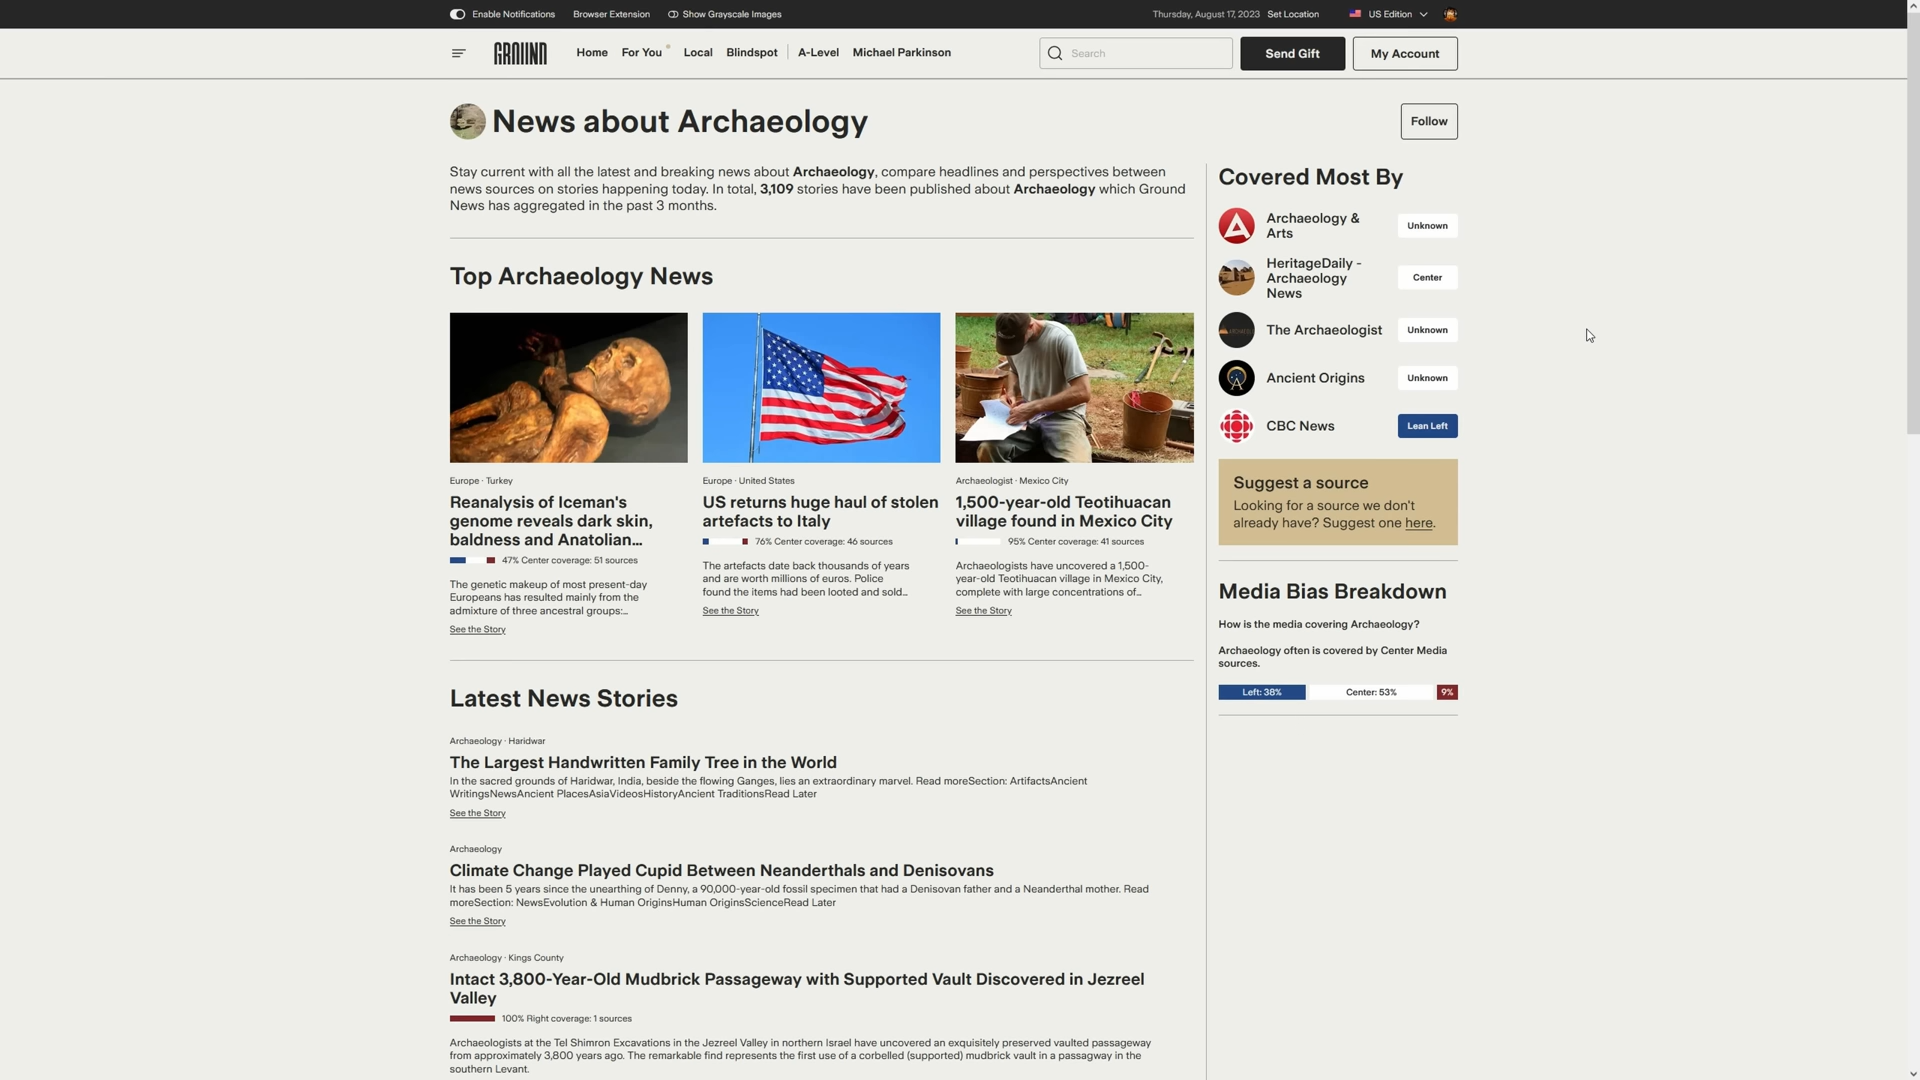 Enable Notifications Browser Extension Show Grayscale Images Thursday, August 17, 2023 Set Location US Edition
GROUND Home For You Local Blindspot A-Level Michael Parkinson Search Send Gift My Account
News about Archaeology
Follow
Stay current with all the latest and breaking news about Archaeology, compare headlines and perspectives between
news sources on stories happening today. In total, 3,109 stories have been published about Archaeology which Ground
News has aggregated in the past 3 months.
Top Archaeology News
Europe · Turkey
Reanalysis of Iceman's
genome reveals dark skin,
baldness and Anatolian...
47% Center coverage: 51 sources
The genetic makeup of most present-day
Europeans has resulted mainly from the
admixture of three ancestral groups:...
See the Story
Europe · United States
US returns huge haul of stolen
artefacts to Italy
76% Center coverage: 46 sources
The artefacts date back thousands of years
and are worth millions of euros. Police
found the items had been looted and sold...
See the Story
Archaeologist · Mexico City
1,500-year-old Teotihuacan
village found in Mexico City
95% Center coverage: 41 sources
Archaeologists have uncovered a 1,500-
year-old Teotihuacan village in Mexico City,
complete with large concentrations of...
See the Story
Latest News Stories
Archaeology · Haridwar
The Largest Handwritten Family Tree in the World
In the sacred grounds of Haridwar, India, beside the flowing Ganges, lies an extraordinary marvel. Read moreSection: ArtifactsAncient
WritingsNewsAncient PlacesAsiaVideosHistoryAncient TraditionsRead Later
See the Story
Archaeology
Climate Change Played Cupid Between Neanderthals and Denisovans
It has been 5 years since the unearthing of Denny, a 90,000-year-old fossil specimen that had a Denisovan father and a Neanderthal mother. Read
moreSection: NewsEvolution & Human OriginsHuman OriginsScienceRead Later
See the Story
Archaeology · Kings County
Intact 3,800-Year-Old Mudbrick Passageway with Supported Vault Discovered in Jezreel
Valley
100% Right coverage: 1 sources
Archaeologists at the Tel Shimron Excavations in the Jezreel Valley in northern Israel have uncovered an exquisitely preserved vaulted passageway
from approximately 3,800 years ago. The remarkable find represents the first use of a corbelled (supported) mudbrick vault in a passagway in the
southern Levant.
Covered Most By
Archaeology &
Arts
Unknown
HeritageDaily -
Archaeology
News
Center
The Archaeologist
Unknown
Ancient Origins
Unknown
CBC News
Lean Left
Suggest a source
Looking for a source we don't
already have? Suggest one here.
Media Bias Breakdown
How is the media covering Archaeology?
Archaeology often is covered by Center Media
sources.
Left: 38% Center: 53% 9%